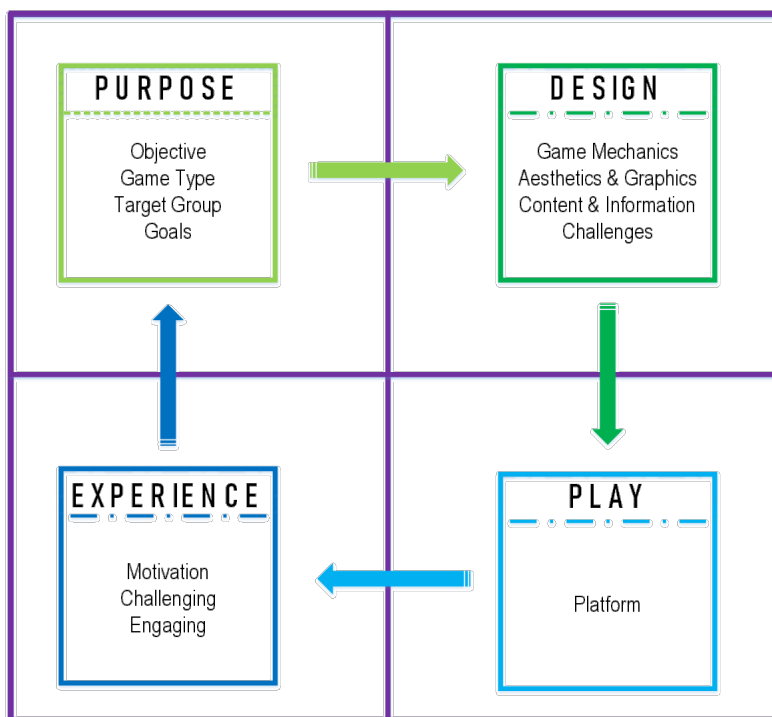 PURPOSE
Objective
Game Type
Target Group
Goals
DESIGN
Game Mechanics
Aesthetics & Graphics
Content & Information
Challenges
EXPERIENCE
Motivation
Challenging
Engaging
PLAY
Platform